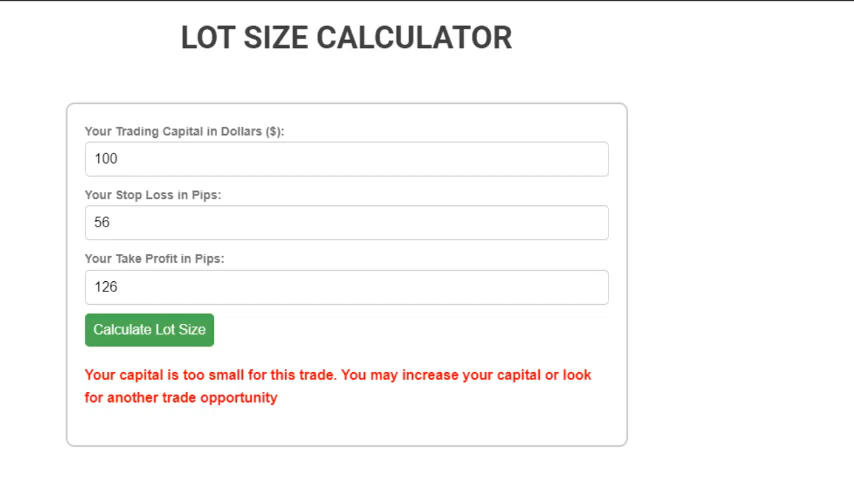 LOT SIZE CALCULATOR
Your Trading Capital in Dollars ($):
100
Your Stop Loss in Pips:
56
Your Take Profit in Pips:
126
Calculate Lot Size
Your capital is too small for this trade. You may increase your capital or look
for another trade opportunity